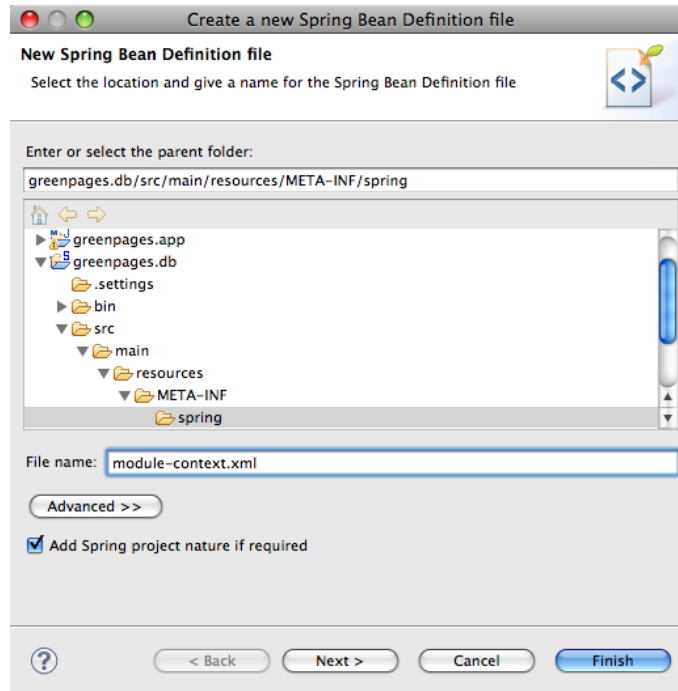 Create a new Spring Bean Definition file
New Spring Bean Definition file
Select the location and give a name for the Spring Bean Definition file
Enter or select the parent folder:
greenpages.db/src/main/resources/META-INF/spring
greenpages.app
greenpages.db
.settings
bin
src
main
resources
META-INF
spring
File name: module-context.xml
Advanced >>
Add Spring project nature if required
? < Back Next > Cancel Finish